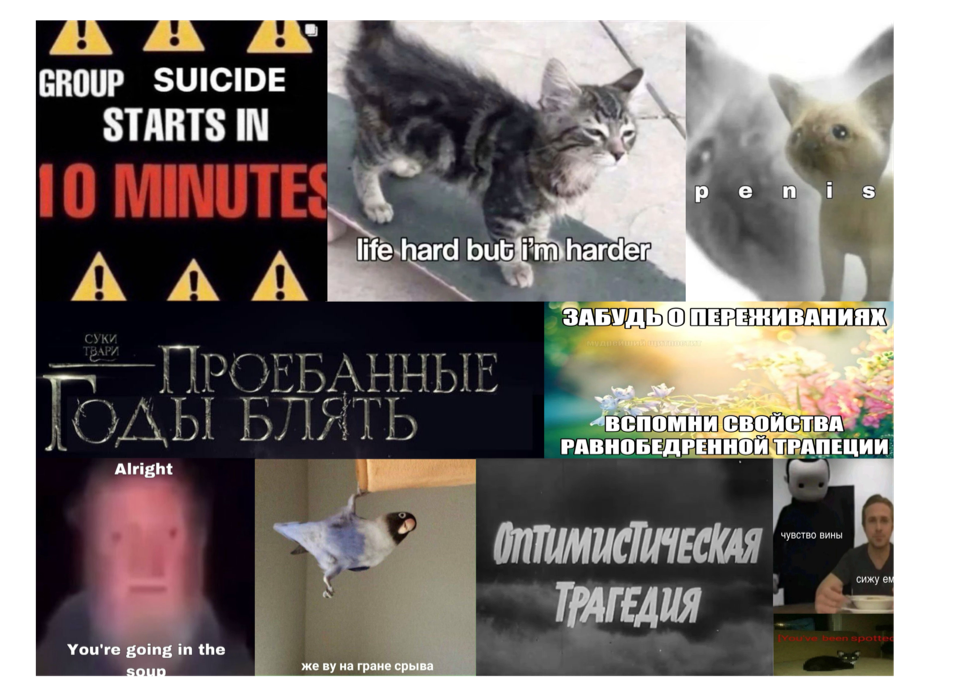 GROUP SUICIDE
STARTS IN
10 MINUTES
life hard but i'm harder
p e n i s
СУКИ
ТВАРИ
ПРОЕБАННЫЕ
ГОДЫ БЛЯТЬ
ЗАБУДЬ О ПЕРЕЖИВАНИЯХ
ВСПОМНИ СВОЙСТВА
РАВНОБЕДРЕННОЙ ТРАПЕЦИИ
Alright
You're going in the
soup
же ву на гране срыва
ОПТИМИСТИЧЕСКАЯ
ТРАГЕДИЯ
чувство вины
сижу ем
been spotted